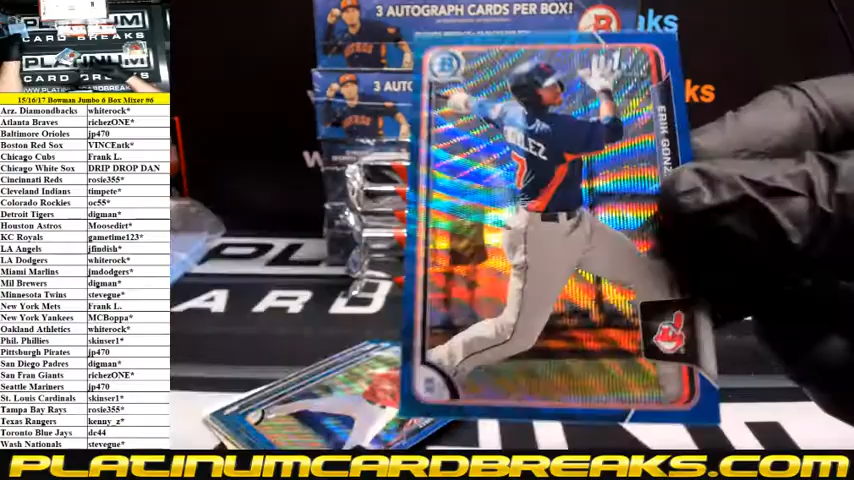 15/16/17 Bowman Jumbo 6 Box Mixer #6
Arz. Diamondbacks whiterock*
Atlanta Braves richezONE*
Baltimore Orioles jp470
Boston Red Sox VINCEntk*
Chicago Cubs Frank L.
Chicago White Sox DRIP DROP DAN
Cincinnati Reds rosie355*
Cleveland Indians timpete*
Colorado Rockies oc55*
Detroit Tigers digman*
Houston Astros Moosedirt*
KC Royals gametime123*
LA Angels jfindish*
LA Dodgers whiterock*
Miami Marlins jmdodgers*
Mil Brewers digman*
Minnesota Twins stevegue*
New York Mets Frank L.
New York Yankees MCBoppa*
Oakland Athletics whiterock*
Phil. Phillies skinser1*
Pittsburgh Pirates jp470
San Diego Padres digman*
San Fran Giants richezONE*
Seattle Mariners jp470
St. Louis Cardinals skinser1*
Tampa Bay Rays rosie355*
Texas Rangers kenny_z*
Toronto Blue Jays dc44
Wash Nationals stevegue*
3 AUTOGRAPH CARDS PER BOX!
3 AUT
B
ERIK GONZ
7
PLATINUMCARDBREAKS.COM